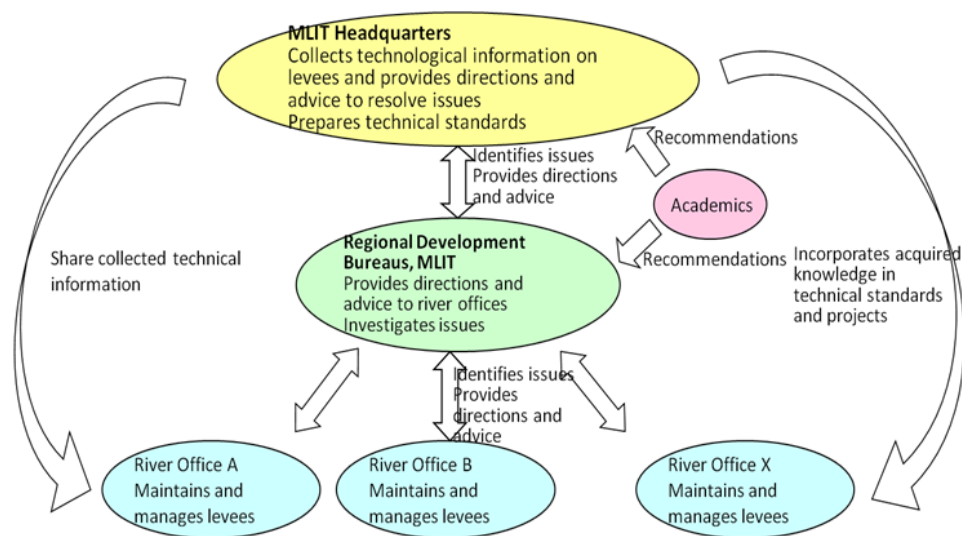 MLIT Headquarters
Collects technological information on
levees and provides directions and
advice to resolve issues
Prepares technical standards
Identifies issues
Provides directions
and advice
Recommendations
Academics
Recommendations
Regional Development
Bureaus, MLIT
Provides directions and
advice to river offices
Investigates issues
Share collected technical
information
Incorporates acquired
knowledge in
technical standards
and projects
Identifies issues
Provides
directions and
advice
River Office A
Maintains and
manages levees
River Office B
Maintains and
manages levees
River Office X
Maintains and
manages levees